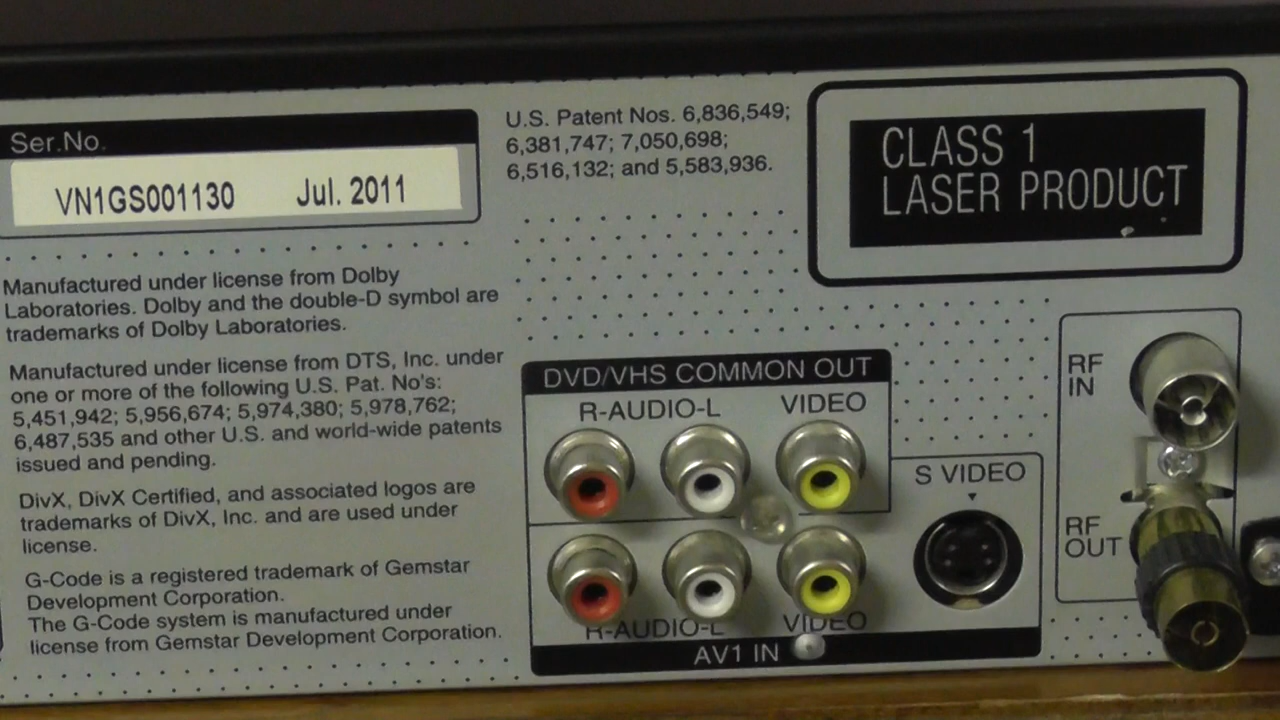 Ser.No.
VN1GS001130 Jul. 2011
U.S. Patent Nos. 6,836,549;
6,381,747; 7,050,698;
6,516,132; and 5,583,936.
CLASS 1
LASER PRODUCT
Manufactured under license from Dolby
Laboratories. Dolby and the double-D symbol are
trademarks of Dolby Laboratories.
Manufactured under license from DTS, Inc. under
one or more of the following U.S. Pat. No's:
5,451,942; 5,956,674; 5,974,380; 5,978,762;
6,487,535 and other U.S. and world-wide patents
issued and pending.
DivX, DivX Certified, and associated logos are
trademarks of DivX, Inc. and are used under
license.
G-Code is a registered trademark of Gemstar
Development Corporation.
The G-Code system is manufactured under
license from Gemstar Development Corporation.
DVD/VHS COMMON OUT
R-AUDIO-L VIDEO
S VIDEO
R-AUDIO-L VIDEO
AV1 IN
RF
IN
RF
OUT